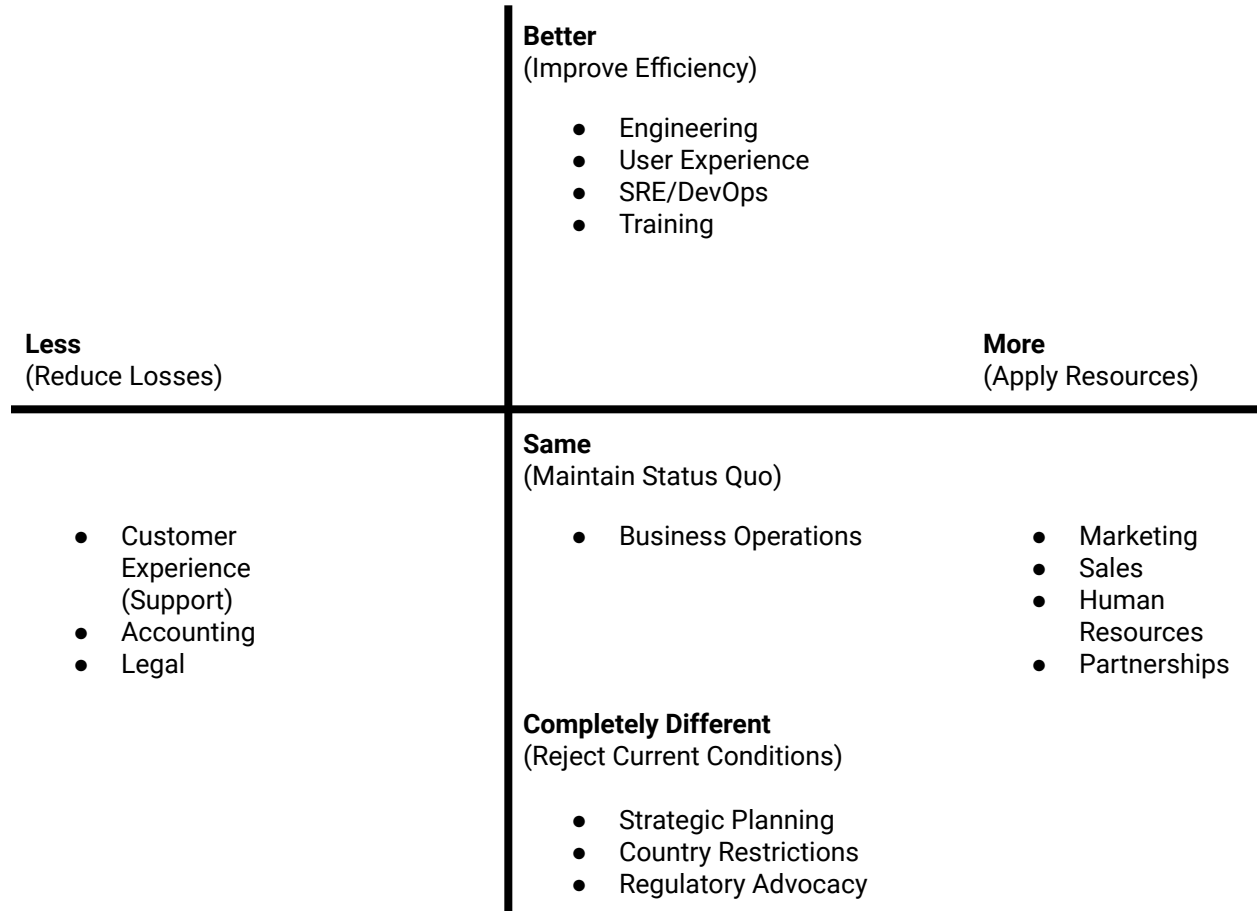 Better
(Improve Efficiency)
● Engineering
● User Experience
● SRE/DevOps
● Training
Less
(Reduce Losses)
More
(Apply Resources)
Same
(Maintain Status Quo)
● Customer
Experience
(Support)
● Accounting
● Legal
● Business Operations
● Marketing
● Sales
● Human
Resources
● Partnerships
Completely Different
(Reject Current Conditions)
● Strategic Planning
● Country Restrictions
● Regulatory Advocacy